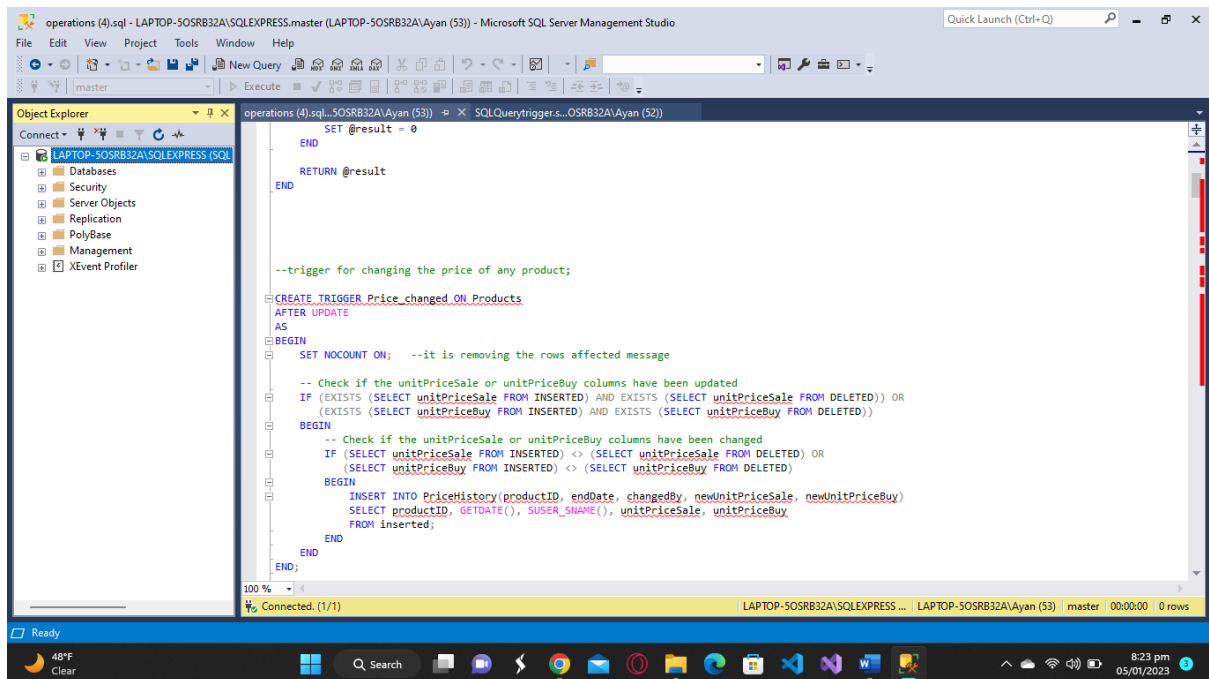 operations (4).sql - LAPTOP-5OSRB32A\SQLEXPRESS.master (LAPTOP-5OSRB32A\Ayan (53)) - Microsoft SQL Server Management Studio
Quick Launch (Ctrl+Q)
File Edit View Project Tools Window Help
New Query MDX DMX XMLA DAX
master Execute
Object Explorer
operations (4).sql...5OSRB32A\Ayan (53)) SQLQuerytrigger.s...OSRB32A\Ayan (52))
Connect
LAPTOP-5OSRB32A\SQLEXPRESS (SQL
Databases
Security
Server Objects
Replication
PolyBase
Management
XEvent Profiler
SET @result = 0
END
RETURN @result
END
--trigger for changing the price of any product;
CREATE TRIGGER Price_changed ON Products
AFTER UPDATE
AS
BEGIN
SET NOCOUNT ON; --it is removing the rows affected message
-- Check if the unitPriceSale or unitPriceBuy columns have been updated
IF (EXISTS (SELECT unitPriceSale FROM INSERTED) AND EXISTS (SELECT unitPriceSale FROM DELETED)) OR
(EXISTS (SELECT unitPriceBuy FROM INSERTED) AND EXISTS (SELECT unitPriceBuy FROM DELETED))
BEGIN
-- Check if the unitPriceSale or unitPriceBuy columns have been changed
IF (SELECT unitPriceSale FROM INSERTED) <> (SELECT unitPriceSale FROM DELETED) OR
(SELECT unitPriceBuy FROM INSERTED) <> (SELECT unitPriceBuy FROM DELETED)
BEGIN
INSERT INTO PriceHistory(productID, endDate, changedBy, newUnitPriceSale, newUnitPriceBuy)
SELECT productID, GETDATE(), SUSER_SNAME(), unitPriceSale, unitPriceBuy
FROM inserted;
END
END
END;
100 %
Connected. (1/1) LAPTOP-5OSRB32A\SQLEXPRESS ... LAPTOP-5OSRB32A\Ayan (53) master 00:00:00 0 rows
Ready
48°F
Clear
Search
8:23 pm
05/01/2023
3